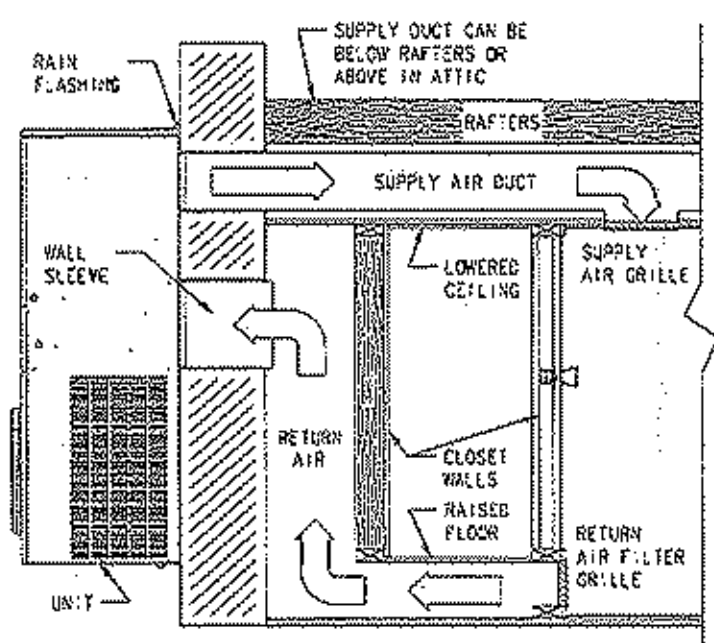 SUPPLY DUCT CAN BE
BELOW RAFTERS OR
ABOVE IN ATTIC
RAIN
FLASHING
RAFTERS
SUPPLY AIR DUCT
WALL
SLEEVE
LOWERED
CEILING
SUPPLY
AIR GRILLE
RETURN
AIR
CLOSET
WALLS
RAISED
FLOOR
RETURN
AIR FILTER
GRILLE
UNIT